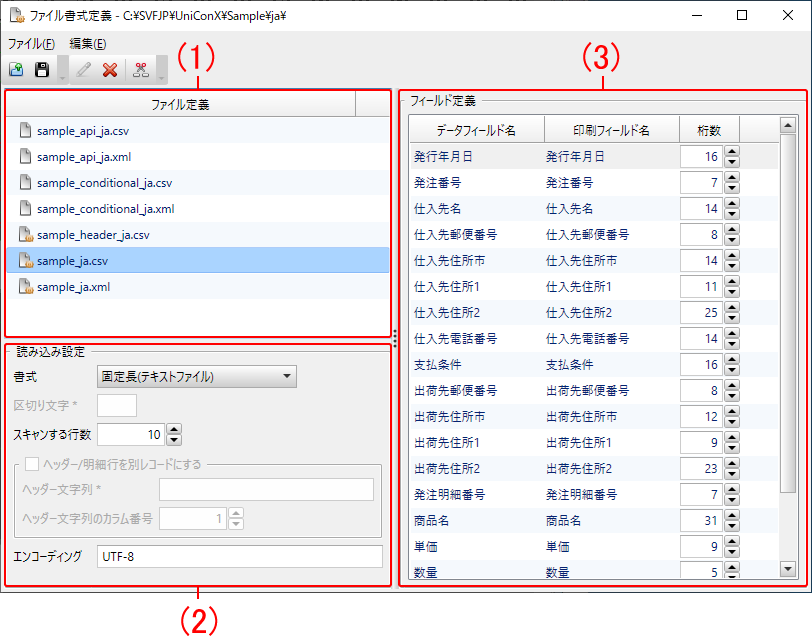 ファイル書式定義 - C:¥SVFJP¥UniConX¥Sample¥ja¥
ファイル(F) 編集(E)
(1)
(3)
ファイル定義
sample_api_ja.csv
sample_api_ja.xml
sample_conditional_ja.csv
sample_conditional_ja.xml
sample_header_ja.csv
sample_ja.csv
sample_ja.xml
読み込み設定
書式 固定長(テキストファイル)
区切り文字 *
スキャンする行数 10
ヘッダー/明細行を別レコードにする
ヘッダー文字列 *
ヘッダー文字列のカラム番号 1
エンコーディング UTF-8
(2)
フィールド定義
データフィールド名 印刷フィールド名 桁数
発行年月日 発行年月日 16
発注番号 発注番号 7
仕入先名 仕入先名 14
仕入先郵便番号 仕入先郵便番号 8
仕入先住所市 仕入先住所市 14
仕入先住所1 仕入先住所1 11
仕入先住所2 仕入先住所2 25
仕入先電話番号 仕入先電話番号 14
支払条件 支払条件 16
出荷先郵便番号 出荷先郵便番号 8
出荷先住所市 出荷先住所市 12
出荷先住所1 出荷先住所1 9
出荷先住所2 出荷先住所2 23
発注明細番号 発注明細番号 7
商品名 商品名 31
単価 単価 9
数量 数量 5